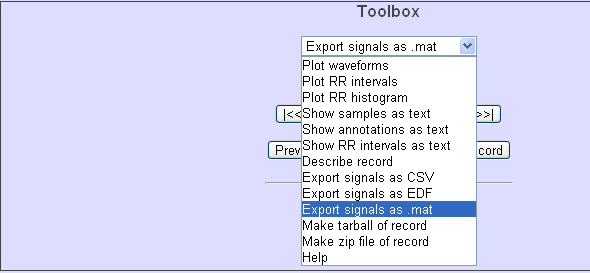 Toolbox
Export signals as .mat
Plot waveforms
Plot RR intervals
Plot RR histogram
|<< >>|
Show samples as text
Show annotations as text
Show RR intervals as text
Prev cord
Describe record
Export signals as CSV
Export signals as EDF
Export signals as .mat
Make tarball of record
Make zip file of record
Help